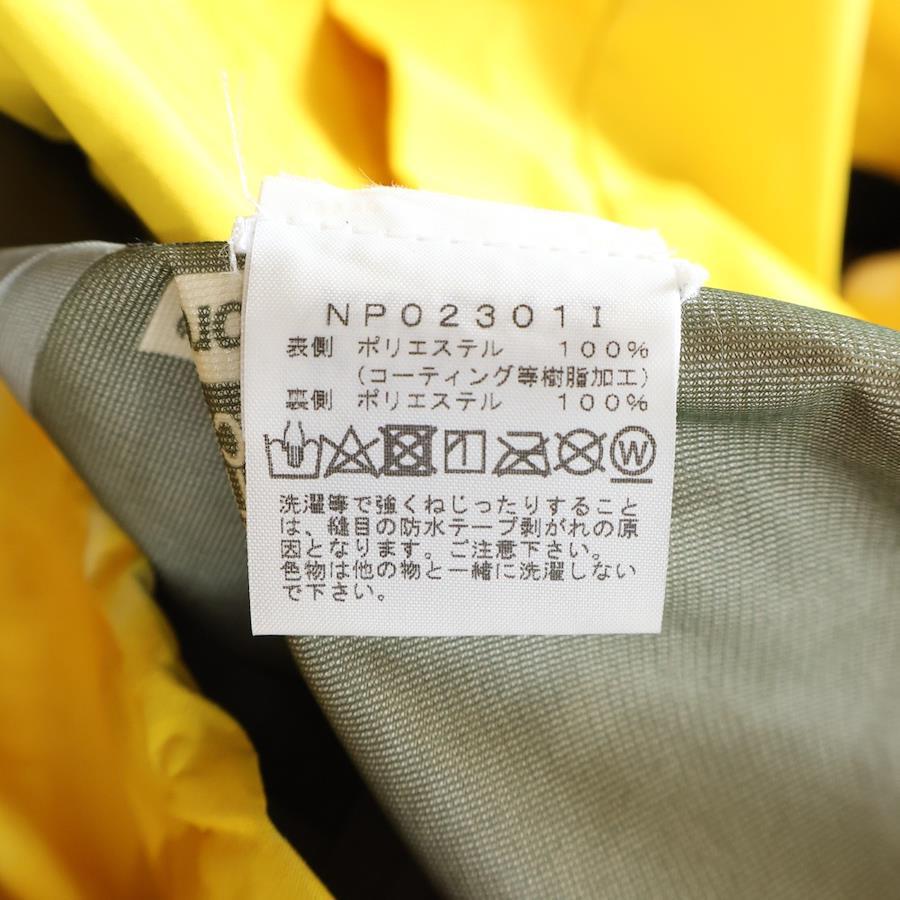 NP02301I
表側 ポリエステル 100%
(コーティング等樹脂加工)
裏側 ポリエステル 100%
W
洗濯等で強くねじったりすること
は、縫目の防水テープ剥がれの原
因となります。ご注意下さい。
色物は他の物と一緒に洗濯しない
で下さい。